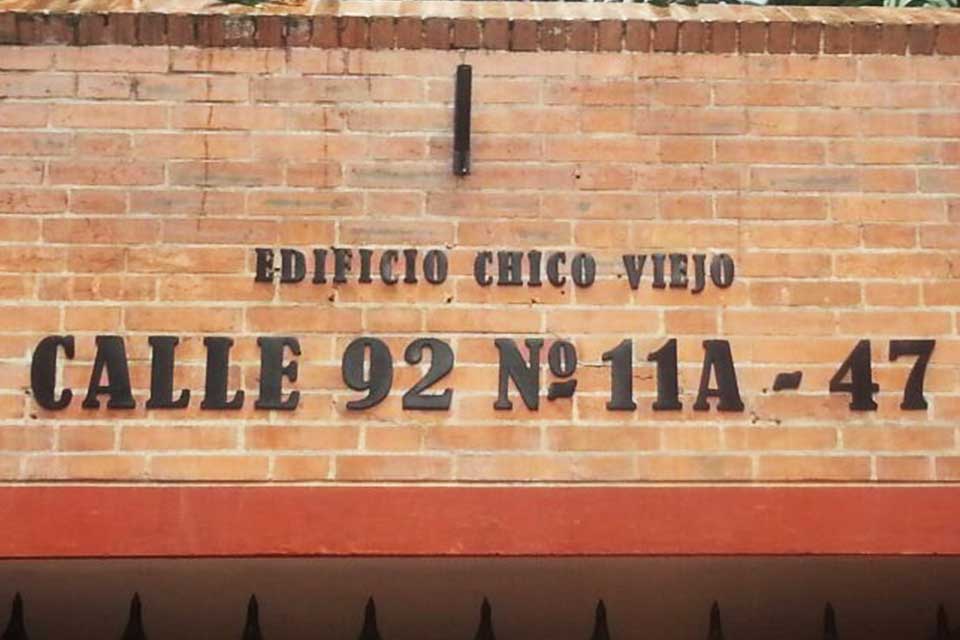 EDIFICIO CHICO VIEJO
CALLE 92 Nº 11A - 47